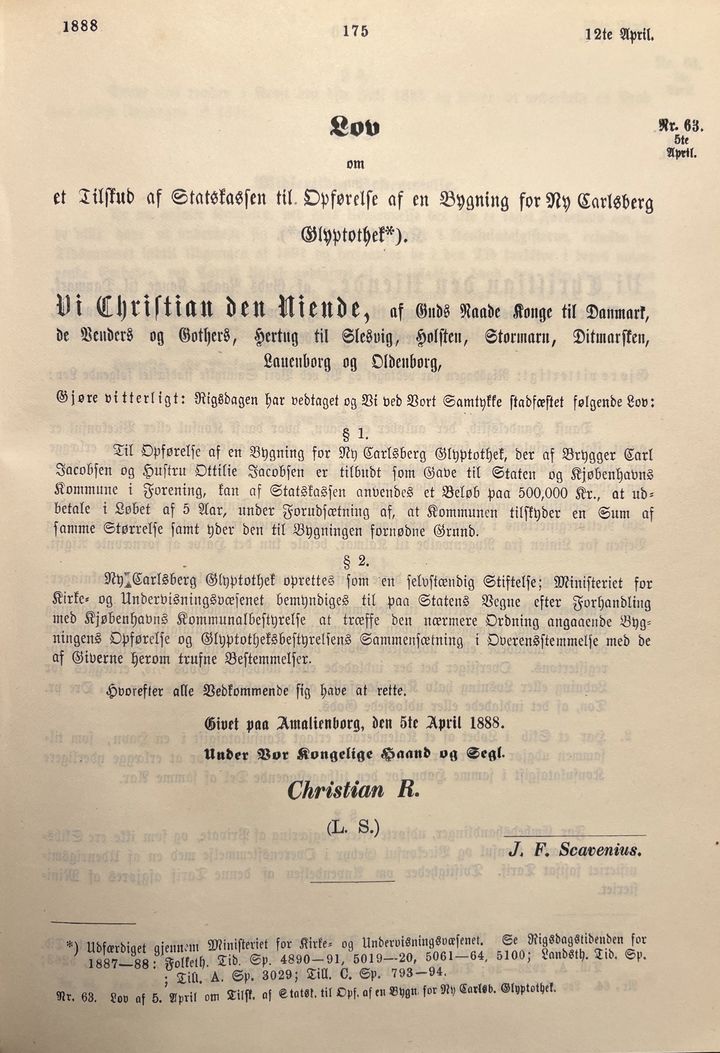 1888
175
12te April.
Nr. 63.
5te
April.
Lov
om
et Tilskud af Statskassen til Opførelse af en Bygning for Ny Carlsberg
Glyptothek*).
Vi Christian den Niende, af Guds Naade Konge til Danmark,
de Venders og Gothers, Hertug til Slesvig, Holsten, Stormarn, Ditmarsken,
Lauenborg og Oldenborg,
Gjøre vitterligt: Rigsdagen har vedtaget og Vi ved Vort Samtykke stadfæstet følgende Lov:
§ 1.
Til Opførelse af en Bygning for Ny Carlsberg Glyptothek, der af Brygger Carl
Jacobsen og Hustru Ottilie Jacobsen er tilbudt som Gave til Staten og Kjøbenhavns
Kommune i Forening, kan af Statskassen anvendes et Beløb paa 500,000 Kr., at ud-
betale i Løbet af 5 Aar, under Forudsætning af, at Kommunen tilskyder en Sum af
samme Størrelse samt yder den til Bygningen fornødne Grund.
§ 2.
Ny Carlsberg Glyptothek oprettes som en selvstændig Stiftelse; Ministeriet for
Kirke- og Undervisningsvæsenet bemyndiges til paa Statens Vegne efter Forhandling
med Kjøbenhavns Kommunalbestyrelse at træffe den nærmere Ordning angaaende Byg-
ningens Opførelse og Glyptotheksbestyrelsens Sammensætning i Overensstemmelse med de
af Giverne herom trufne Bestemmelser.
Hvorefter alle Vedkommende sig have at rette.
Givet paa Amalienborg, den 5te April 1888.
Under Vor Kongelige Haand og Segl.
Christian R.
(L. S.)
J. F. Scavenius.
*) Udfærdiget gjennem Ministeriet for Kirke- og Undervisningsvæsenet. Se Rigsdagstidenden for
1887—88: Folketh. Tid. Sp. 4890—91, 5019—20, 5061—64, 5100; Landsth. Tid. Sp.
; Till. A. Sp. 3029; Till. C. Sp. 793—94.
Nr. 63. Lov af 5. April om Tilsk. af Statsk. til Opf. af en Bygn. for Ny Carlsb. Glyptothek.